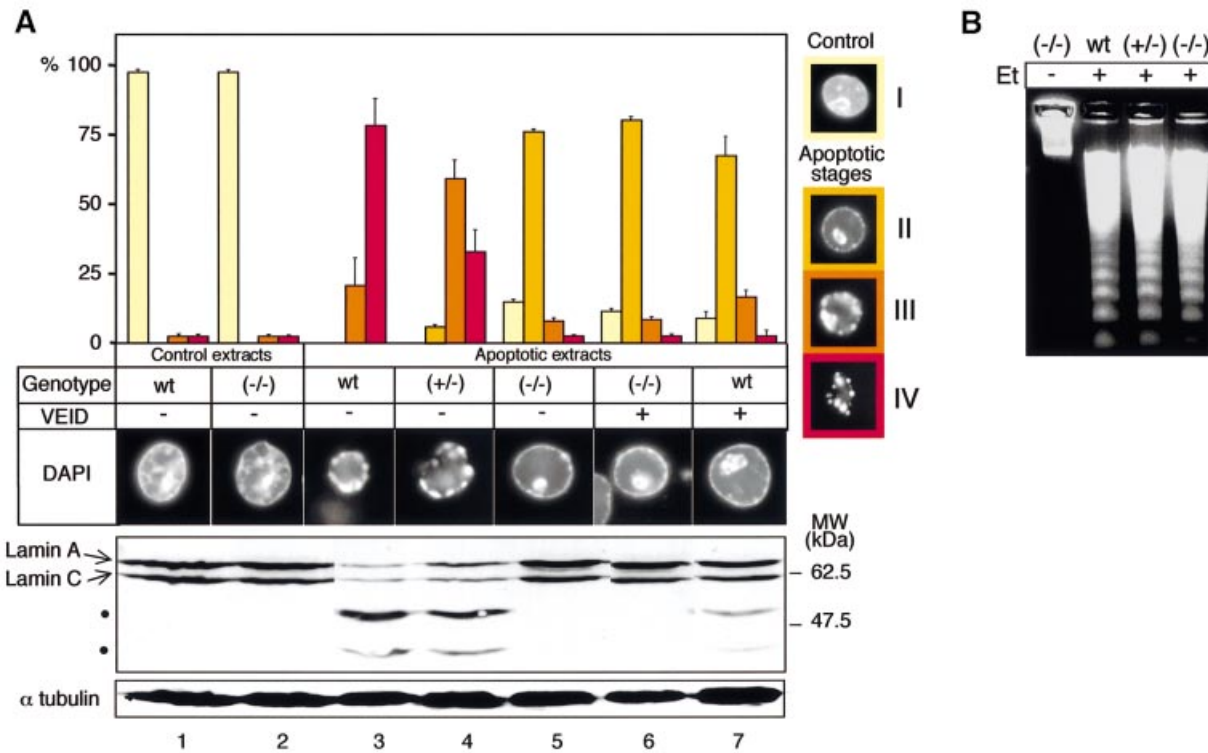 A
B
%
100
75
50
25
0
Control
I
Apoptotic
stages
II
III
IV
(-/-) wt (+/-) (-/-)
Et - + + +
Control extracts Apoptotic extracts
Genotype wt (-/-) wt (+/-) (-/-) (-/-) wt
VEID - - - - - + +
DAPI
MW
(kDa)
Lamin A
Lamin C
62.5
47.5
•
•
α tubulin
1 2 3 4 5 6 7